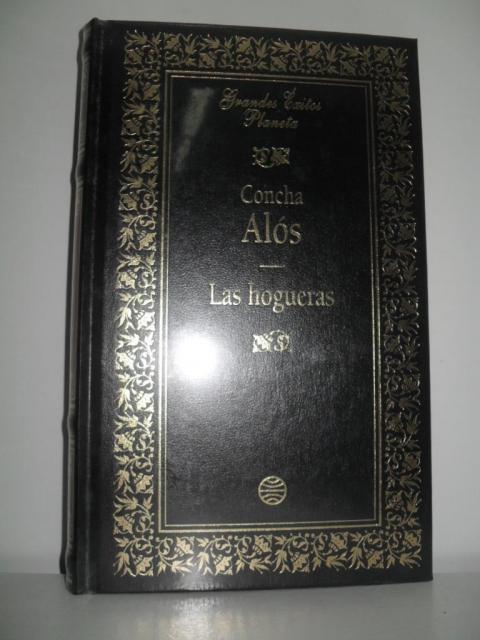 Grandes Éxitos
Planeta
Concha
Alós
Las hogueras